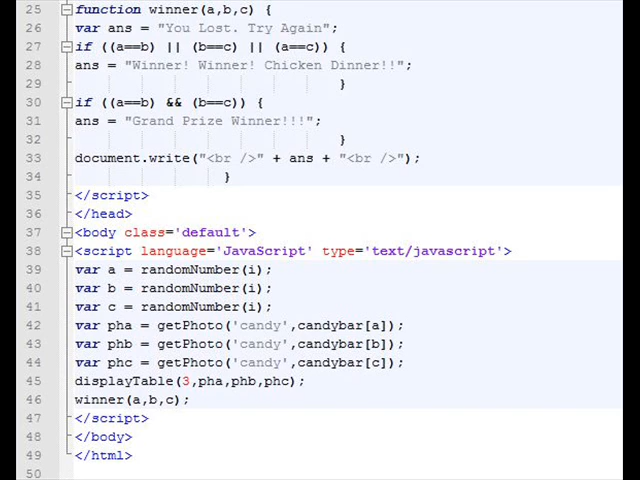 25 function winner(a,b,c) {
26 var ans = "You Lost. Try Again";
27 if ((a==b) || (b==c) || (a==c)) {
28 ans = "Winner! Winner! Chicken Dinner!!";
29 }
30 if ((a==b) && (b==c)) {
31 ans = "Grand Prize Winner!!!";
32 }
33 document.write("<br />" + ans + "<br />");
34 }
35 </script>
36 </head>
37 <body class='default'>
38 <script language='JavaScript' type='text/javascript'>
39 var a = randomNumber(i);
40 var b = randomNumber(i);
41 var c = randomNumber(i);
42 var pha = getPhoto('candy',candybar[a]);
43 var phb = getPhoto('candy',candybar[b]);
44 var phc = getPhoto('candy',candybar[c]);
45 displayTable(3,pha,phb,phc);
46 winner(a,b,c);
47 </script>
48 </body>
49 </html>
50